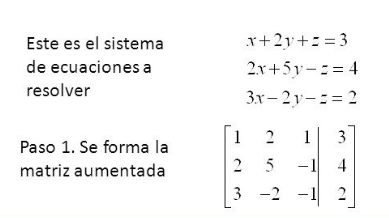 Este es el sistema
de ecuaciones a
resolver
x+2y+z=3
2x+5y−z=4
3x−2y−z=2
Paso 1. Se forma la
matriz aumentada
1 2 1 | 3
2 5 −1 | 4
3 −2 −1 | 2